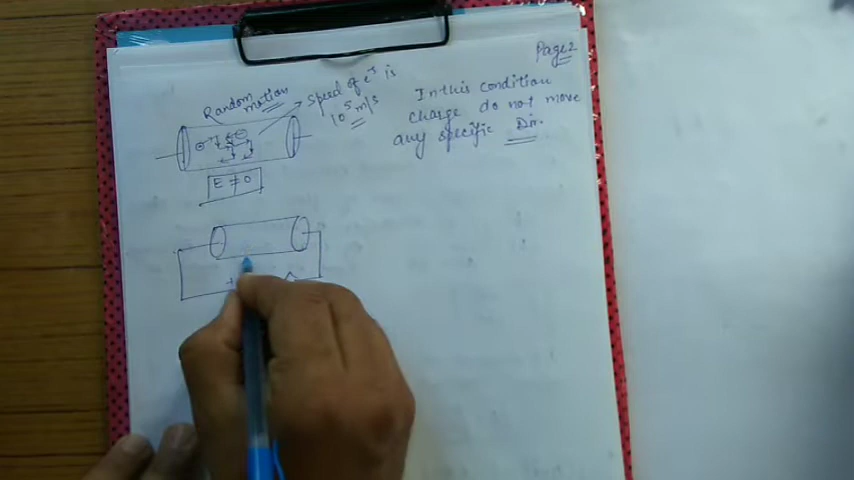 Page2
Random
motion
Speed of e⁻s is
10⁵ m/s
In this condition
charge do not move
any specific Dir.
E ≠ 0
+